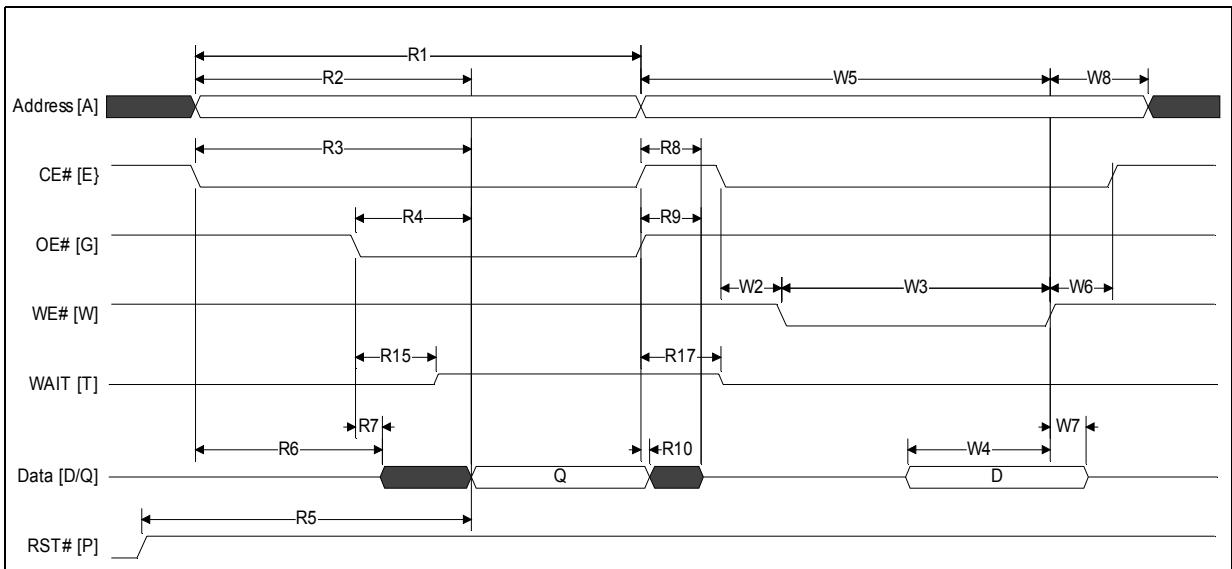 R1
R2
W5
W8
Address [A]
R3
R8
CE# [E}
R4
R9
OE# [G]
W2
W3
W6
WE# [W]
R15
R17
WAIT [T]
R7
R6
R10
W4
W7
Data [D/Q]
Q
D
R5
RST# [P]